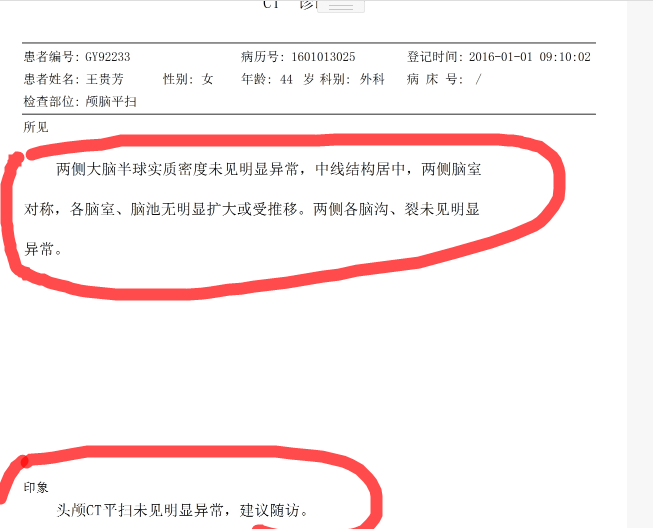 CT 诊
患者编号: GY92233 病历号: 1601013025 登记时间: 2016-01-01 09:10:02
患者姓名: 王贵芳 性别: 女 年龄: 44 岁 科别: 外科 病 床 号: /
检查部位: 颅脑平扫
所见
两侧大脑半球实质密度未见明显异常，中线结构居中，两侧脑室
对称，各脑室、脑池无明显扩大或受推移。两侧各脑沟、裂未见明显
异常。
印象
头颅CT平扫未见明显异常，建议随访。